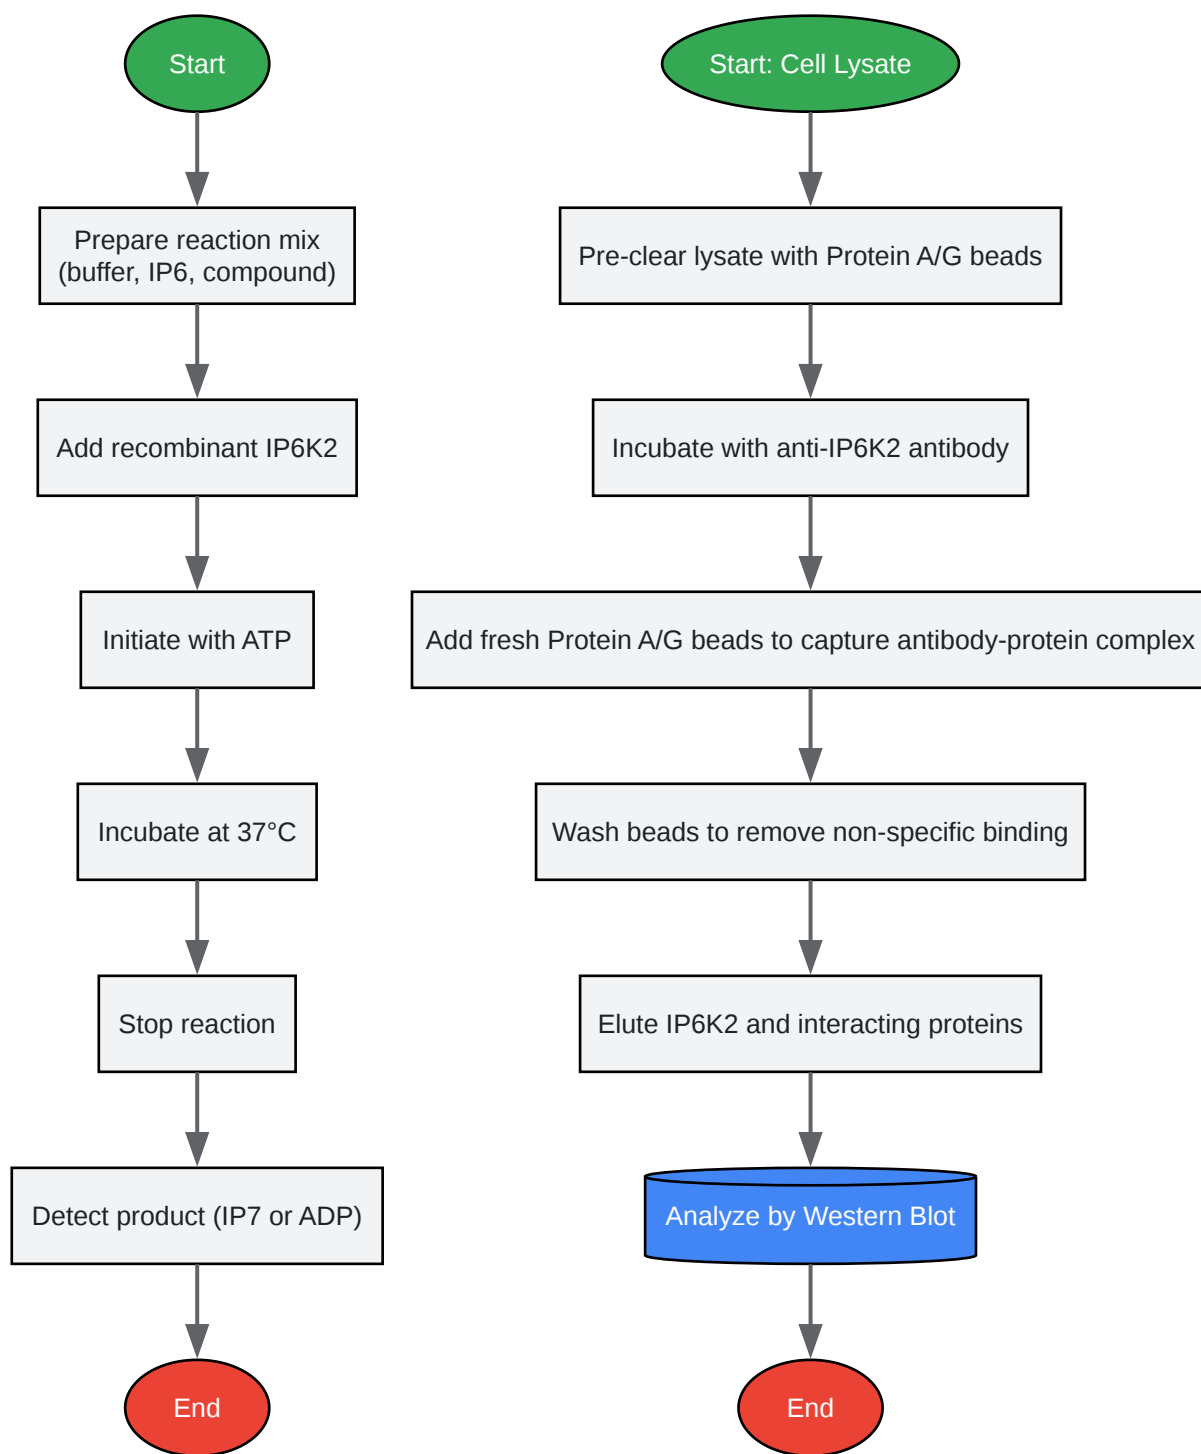 Start
Prepare reaction mix
(buffer, IP6, compound)
Add recombinant IP6K2
Initiate with ATP
Incubate at 37°C
Stop reaction
Detect product (IP7 or ADP)
End
Start: Cell Lysate
Pre-clear lysate with Protein A/G beads
Incubate with anti-IP6K2 antibody
Add fresh Protein A/G beads to capture antibody-protein complex
Wash beads to remove non-specific binding
Elute IP6K2 and interacting proteins
Analyze by Western Blot
End